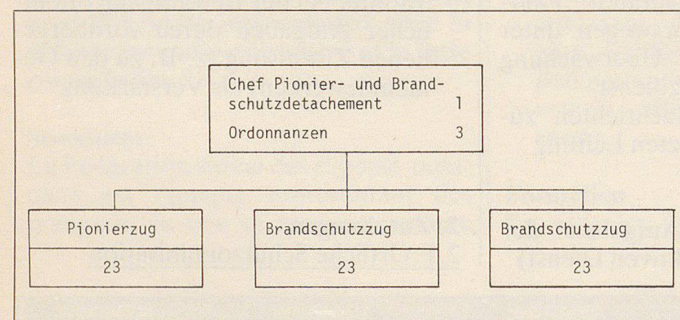 Chef Pionier- und Brand-
schutzdetachement 1
Ordonnanzen 3
Pionierzug
23
Brandschutzzug
23
Brandschutzzug
23